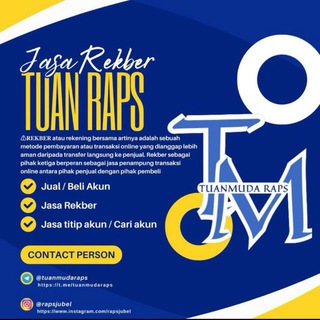 Jasa Rekber
TUAN RAPS
⚠REKBER atau rekening bersama artinya adalah sebuah
metode pembayaran atau transaksi online yang dianggap lebih
aman daripada transfer langsung ke penjual. Rekber sebagai
pihak ketiga berperan sebagai jasa penampung transaksi
online antara pihak penjual dengan pihak pembeli
Jual / Beli Akun
Jasa Rekber
Jasa titip akun / Cari akun
CONTACT PERSON
@tuanmudaraps
https://t.me/tuanmudaraps
@rapsjubel
https://www.instagram.com/rapsjubel
TM
TUANMUDA RAPS